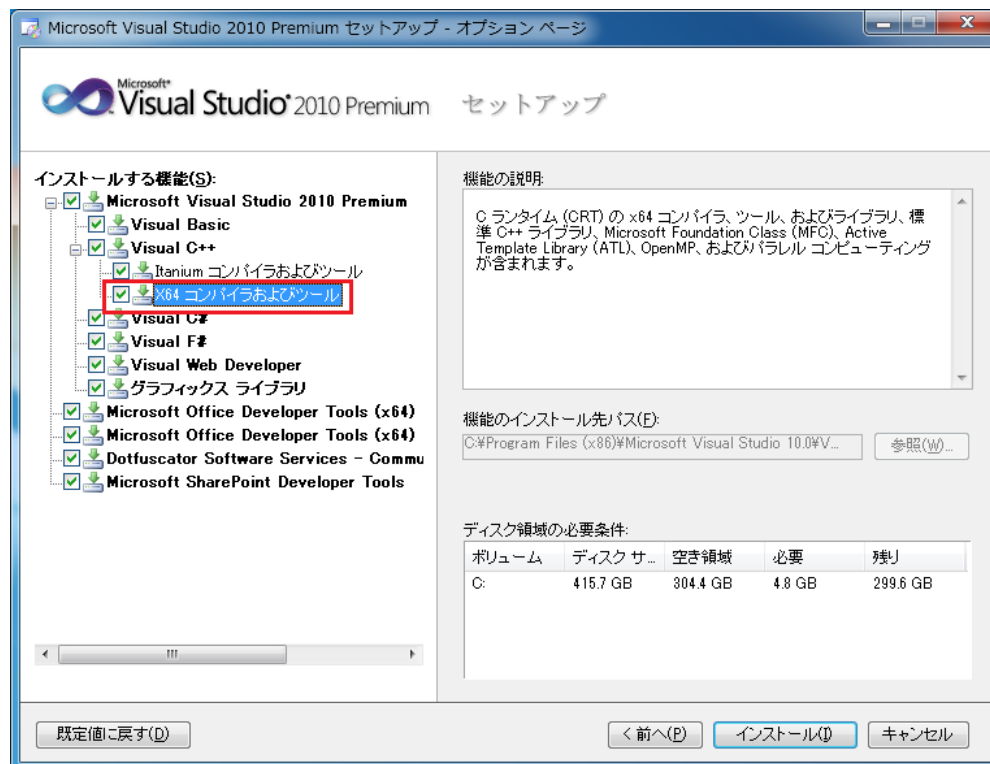 Microsoft Visual Studio 2010 Premium セットアップ - オプション ページ
Microsoft®
Visual Studio® 2010 Premium セットアップ
インストールする機能(S):
Microsoft Visual Studio 2010 Premium
Visual Basic
Visual C++
Itanium コンパイラおよびツール
X64 コンパイラおよびツール
Visual C#
Visual F#
Visual Web Developer
グラフィックス ライブラリ
Microsoft Office Developer Tools (x64)
Microsoft Office Developer Tools (x64)
Dotfuscator Software Services - Commu
Microsoft SharePoint Developer Tools
機能の説明:
C ランタイム (CRT) の x64 コンパイラ、ツール、およびライブラリ、標
準 C++ ライブラリ、Microsoft Foundation Class (MFC)、Active
Template Library (ATL)、OpenMP、およびパラレル コンピューティング
が含まれます。
機能のインストール先パス(F):
C:¥Program Files (x86)¥Microsoft Visual Studio 10.0¥V...
参照(W)...
ディスク領域の必要条件:
ボリューム ディスク サ... 空き領域 必要 残り
C: 415.7 GB 304.4 GB 4.8 GB 299.6 GB
既定値に戻す(D)
< 前へ(P)
インストール(I)
キャンセル